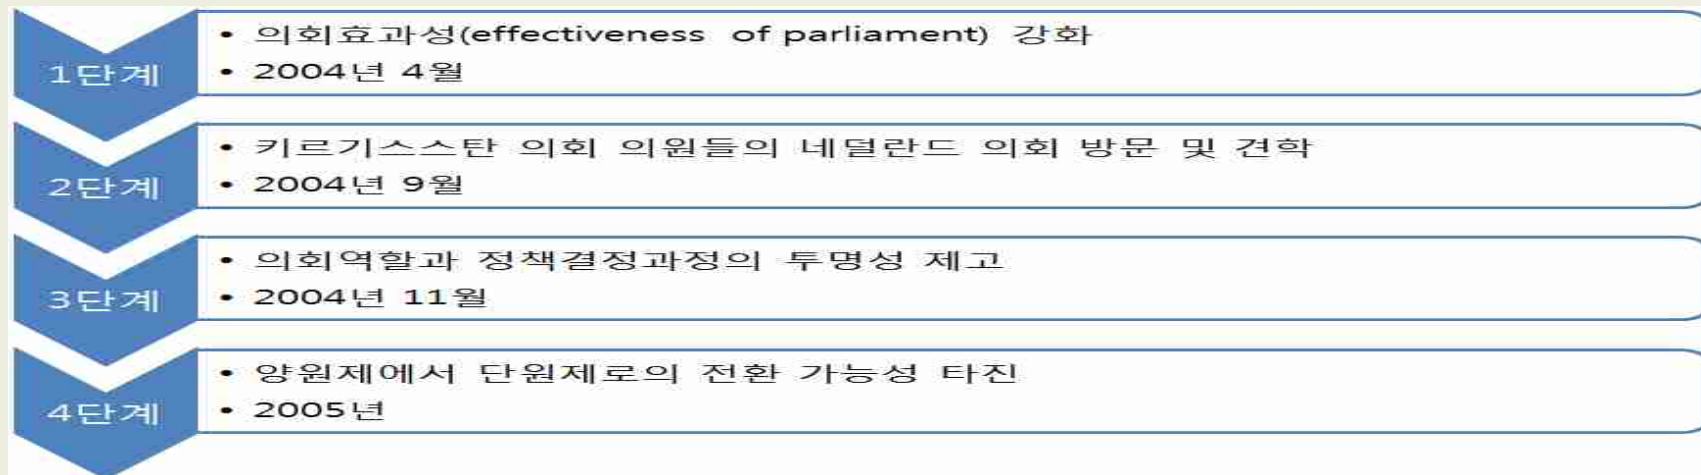 1단계
• 의회효과성(effectiveness of parliament) 강화
• 2004년 4월
2단계
• 키르기스스탄 의회 의원들의 네덜란드 의회 방문 및 견학
• 2004년 9월
3단계
• 의회역할과 정책결정과정의 투명성 제고
• 2004년 11월
4단계
• 양원제에서 단원제로의 전환 가능성 타진
• 2005년